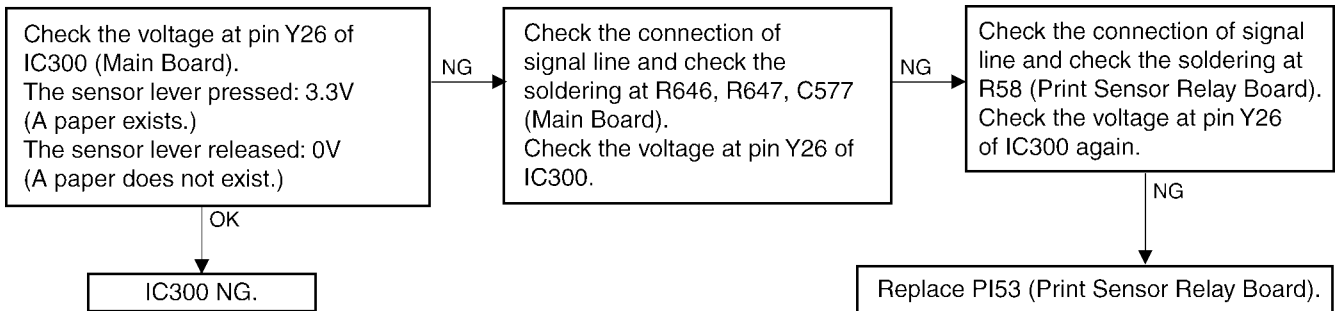 Check the voltage at pin Y26 of
IC300 (Main Board).
The sensor lever pressed: 3.3V
(A paper exists.)
The sensor lever released: 0V
(A paper does not exist.)
NG
Check the connection of
signal line and check the
soldering at R646, R647, C577
(Main Board).
Check the voltage at pin Y26 of
IC300.
NG
Check the connection of signal
line and check the soldering at
R58 (Print Sensor Relay Board).
Check the voltage at pin Y26
of IC300 again.
OK
NG
IC300 NG.
Replace PI53 (Print Sensor Relay Board).